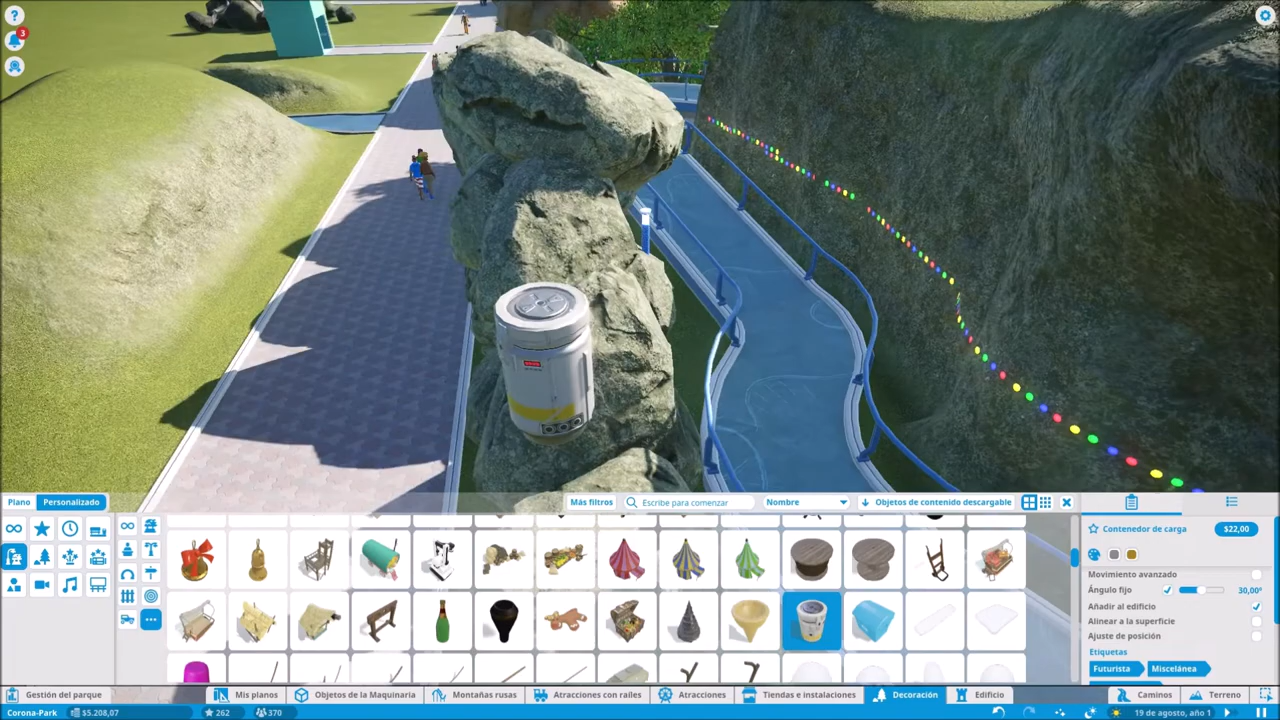 ?
3
Plano
Personalizado
Más filtros
Escribe para comenzar
Nombre
Objetos de contenido descargable
Contenedor de carga
$22,00
Movimiento avanzado
Ángulo fijo
30,00°
Añadir al edificio
Alinear a la superficie
Ajuste de posición
Etiquetas
Futurista
Miscelánea
Gestión del parque
Mis planos
Objetos de la Maquinaria
Montañas rusas
Atracciones con raíles
Atracciones
Tiendas e instalaciones
Decoración
Edificio
Caminos
Terreno
Corona-Park
$5.208,07
262
370
19 de agosto, año 1